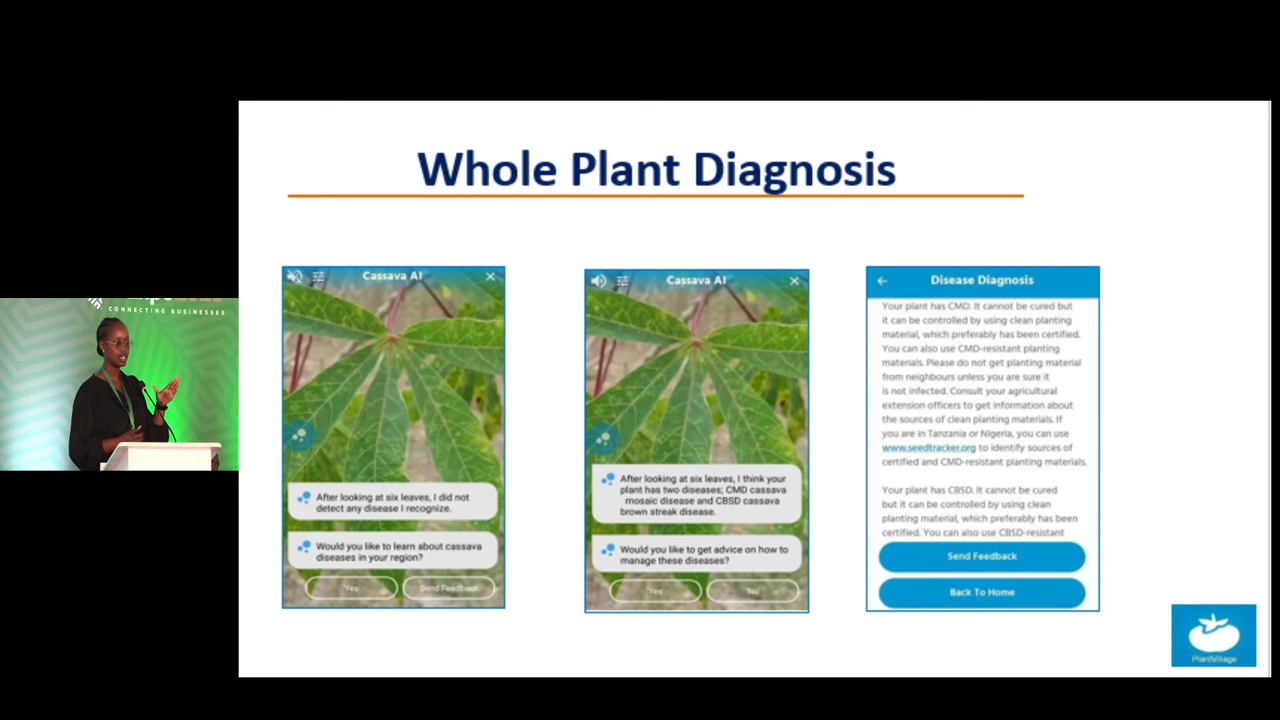 Whole Plant Diagnosis
Cassava AI
After looking at six leaves, I did not
detect any disease I recognize.
Would you like to learn about cassava
diseases in your region?
'Yes'
Send Feedback
Cassava AI
After looking at six leaves, I think your
plant has two diseases; CMD cassava
mosaic disease and CBSD cassava
brown streak disease.
Would you like to get advice on how to
manage these diseases?
'Yes'
'No'
Disease Diagnosis
Your plant has CMD. It cannot be cured but
it can be controlled by using clean planting
material, which preferably has been certified.
You can also use CMD-resistant planting
materials. Please do not get planting material
from neighbours unless you are sure it
is not infected. Consult your agricultural
extension officers to get information about
the sources of clean planting materials. If
you are in Tanzania or Nigeria, you can use
www.seedtracker.org to identify sources of
certified and CMD-resistant planting materials.
Your plant has CBSD. It cannot be cured
but it can be controlled by using clean
planting material, which preferably has been
certified. You can also use CBSD-resistant
Send Feedback
Back To Home
CONNECTING BUSINESSES
PlantVillage